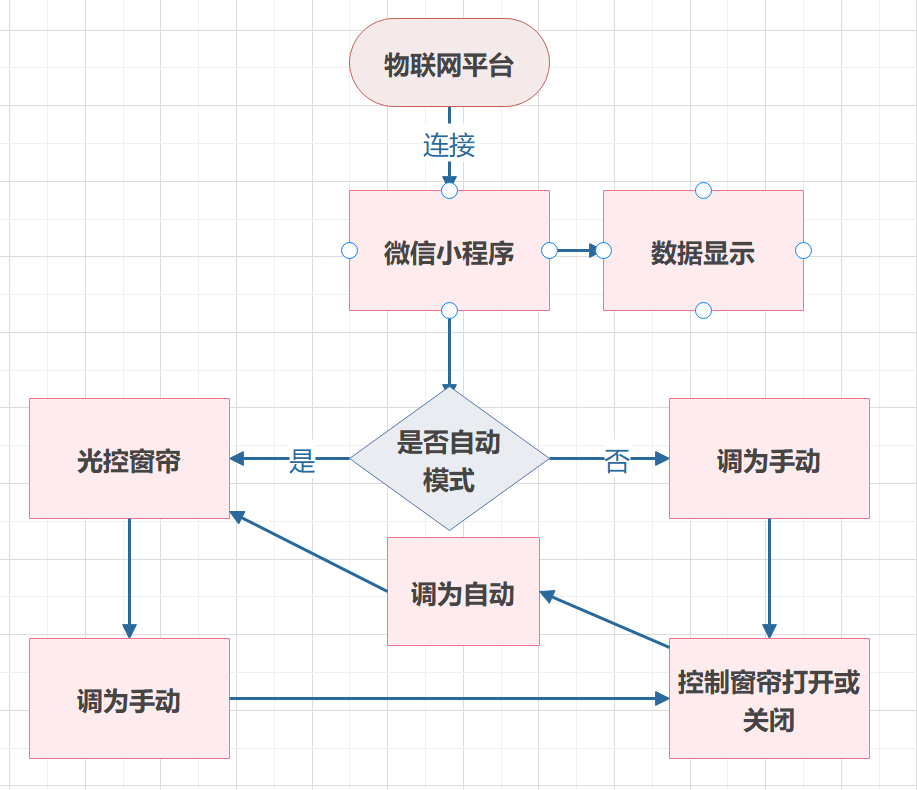 物联网平台
连接
微信小程序
数据显示
是否自动
模式
光控窗帘
是
否
调为手动
调为自动
调为手动
控制窗帘打开或
关闭